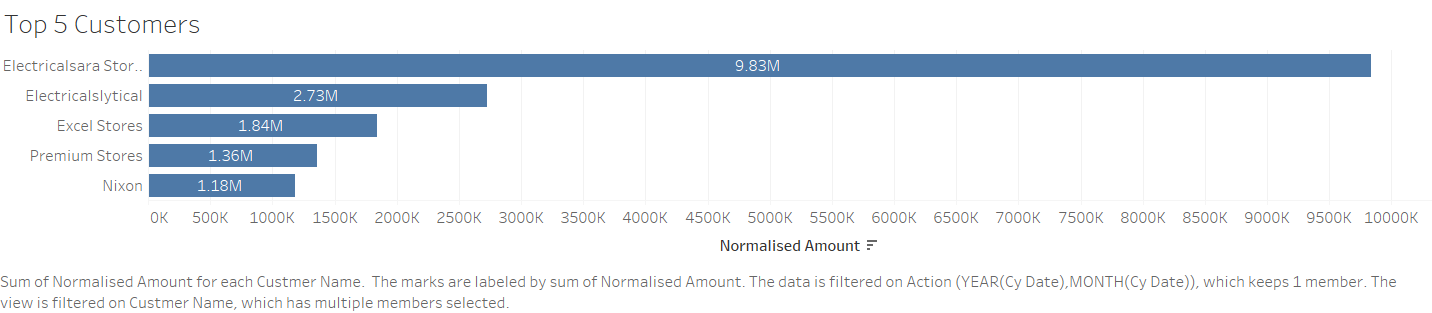 Top 5 Customers
Electricalsara Stor..
9.83M
Electricalslytical
2.73M
Excel Stores
1.84M
Premium Stores
1.36M
Nixon
1.18M
0K 500K 1000K 1500K 2000K 2500K 3000K 3500K 4000K 4500K 5000K 5500K 6000K 6500K 7000K 7500K 8000K 8500K 9000K 9500K 10000K
Normalised Amount
Sum of Normalised Amount for each Custmer Name.  The marks are labeled by sum of Normalised Amount. The data is filtered on Action (YEAR(Cy Date),MONTH(Cy Date)), which keeps 1 member. The
view is filtered on Custmer Name, which has multiple members selected.